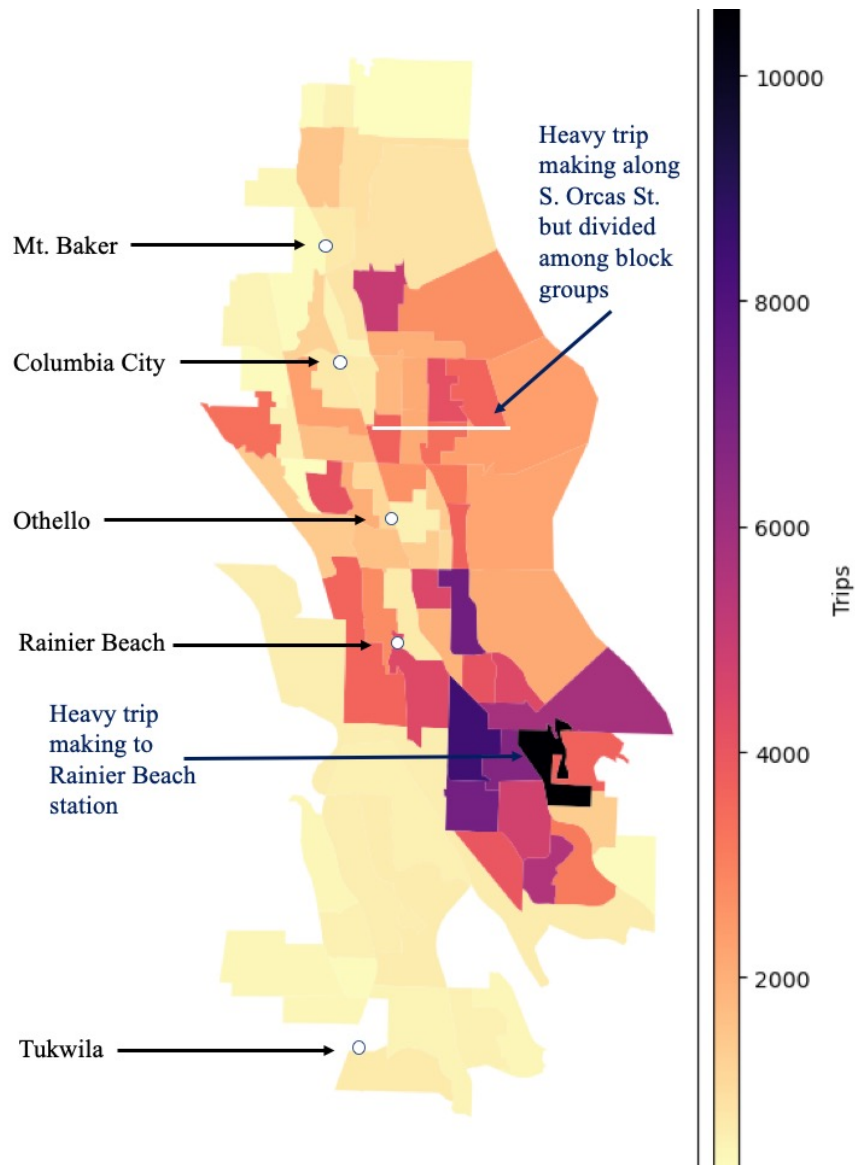 10000
Heavy trip
making along
S. Orcas St.
but divided
among block
groups
Mt. Baker
8000
Columbia City
6000
Othello
Trips
Rainier Beach
Heavy trip
making to
Rainier Beach
station
4000
2000
Tukwila